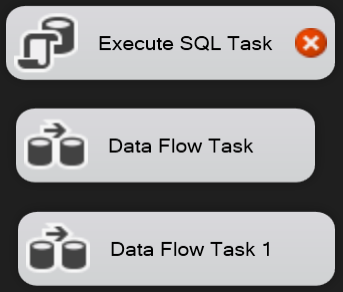 Execute SQL Task
Data Flow Task
Data Flow Task 1